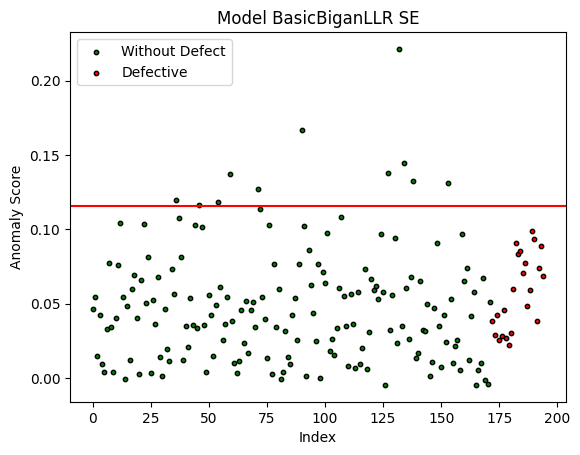 Model BasicBiganLLR SE
Without Defect
Defective
Anomaly Score
0.20
0.15
0.10
0.05
0.00
0 25 50 75 100 125 150 175 200
Index